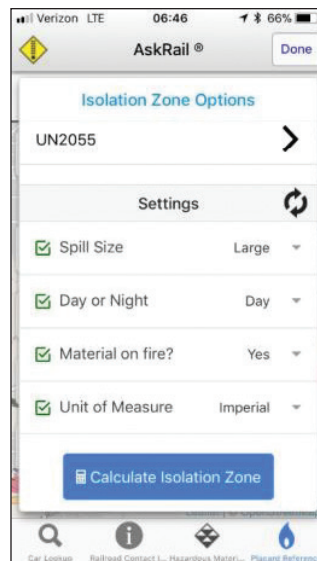 Verizon LTE 06:46 66%
AskRail ® Done
Isolation Zone Options
UN2055
Settings
Spill Size Large
Day or Night Day
Material on fire? Yes
Unit of Measure Imperial
Calculate Isolation Zone
Car Lookup Railroad Contact I... Hazardous Materi... Placard Reference